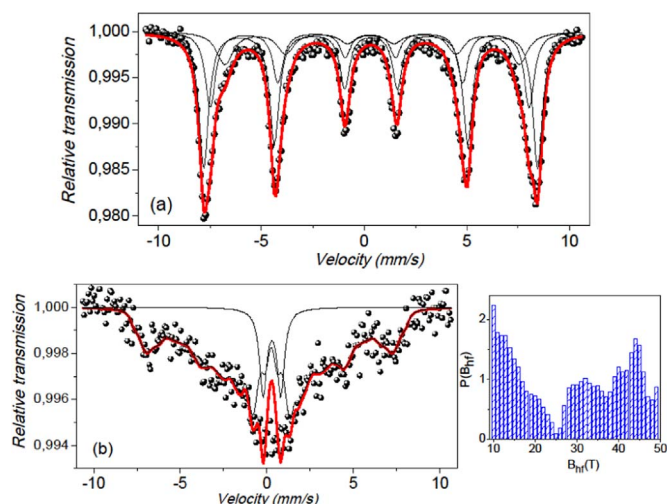 1,000
0,995
0,990
0,985
0,980
Relative transmission
(a)
-10 -5 0 5 10
Velocity (mm/s)
1,000
0,998
0,996
0,994
Relative transmission
(b)
-10 -5 0 5 10
Velocity (mm/s)
2
1
0
P(B_hf)
10 20 30 40 50
B_hf(T)